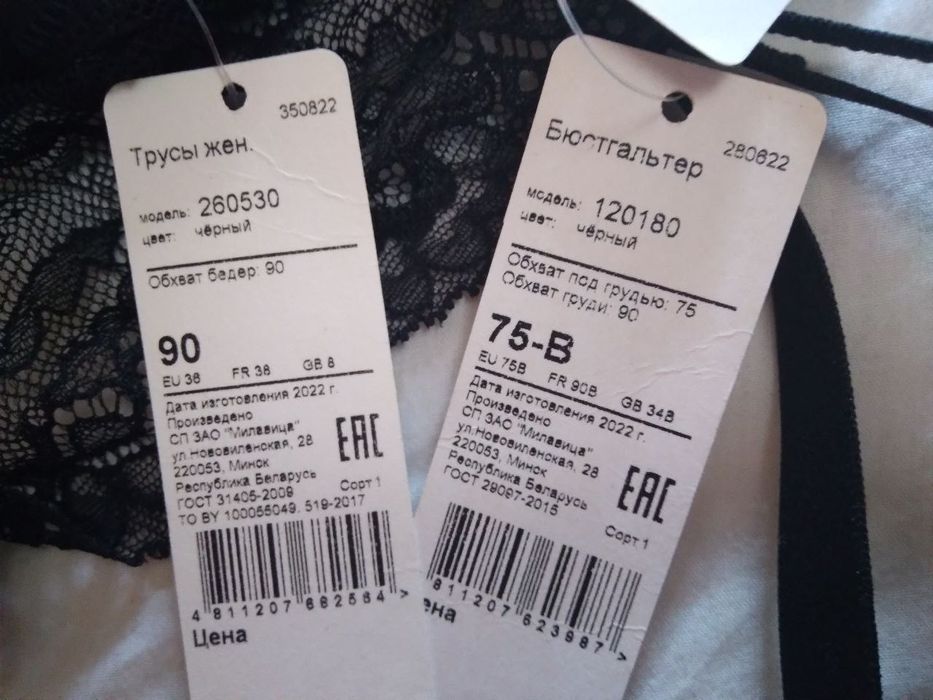 350822
Трусы жен.
модель: 260530
цвет: чёрный
Обхват бедер: 90
90
EU 36 FR 38 GB 8
Дата изготовления 2022 г.
Произведено
СП ЗАО "Милавица"
ул.Нововиленская, 28
220053, Минск
Республика Беларусь
ГОСТ 31405-2009 Сорт 1
ТО BY 100055049. 519-2017
EAC
4 811207 682564 >
Цена
280622
Бюстгальтер
модель: 120180
цвет: чёрный
Обхват под грудью: 75
Обхват груди: 90
75-B
EU 75B FR 90B GB 34B
Дата изготовления 2022 г.
Произведено
СП ЗАО "Милавица"
ул.Нововиленская, 28
220053, Минск
Республика Беларусь
ГОСТ 29097-2015
EAC
Сорт 1
811207 623987 >
ена